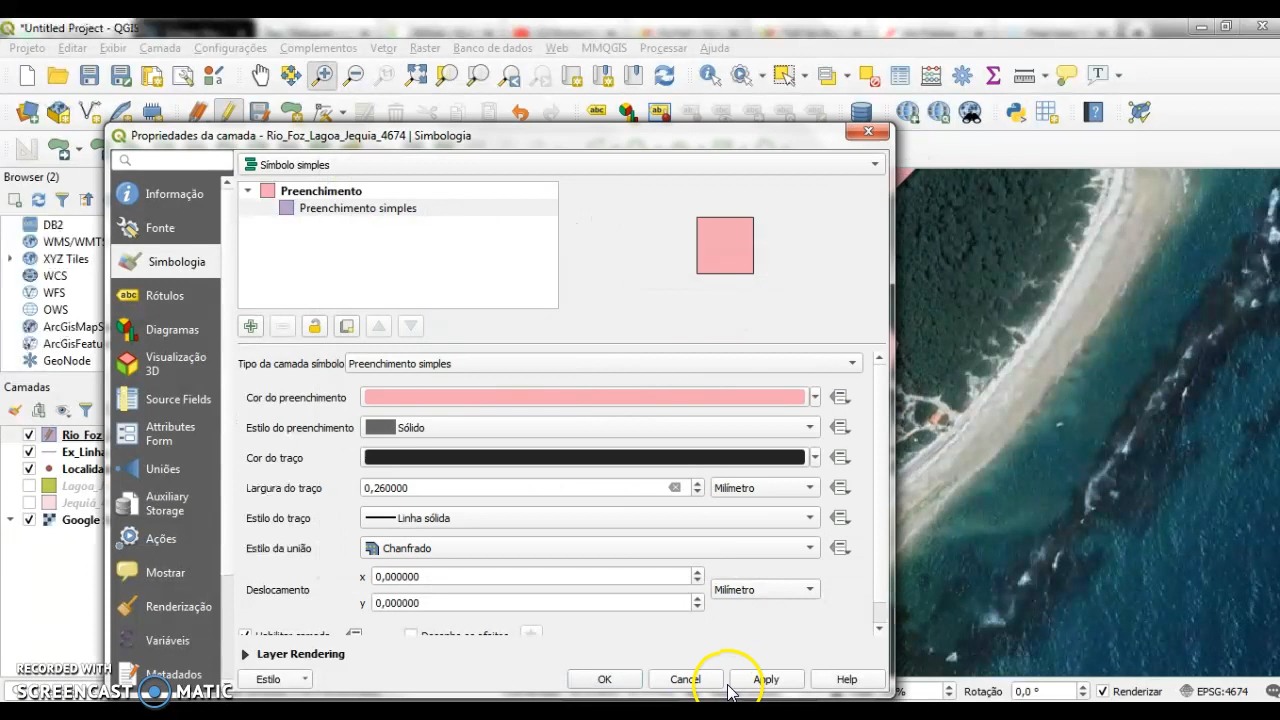 *Untitled Project - QGIS
Projeto Editar Exibir Camada Configurações Complementos Vetor Raster Banco de dados Web MMQGIS Processar Ajuda
Propriedades da camada - Rio_Foz_Lagoa_Jequia_4674 | Simbologia
Browser (2)
DB2
WMS/WMTS
XYZ Tiles
WCS
WFS
OWS
ArcGisMapS
ArcGisFeatu
GeoNode
Camadas
Rio_Foz
Ex_Linha
Localida
Lagoa_J
Jequiá_4
Google
Informação
Fonte
Simbologia
Rótulos
Diagramas
Visualização
3D
Source Fields
Attributes
Form
Uniões
Auxiliary
Storage
Ações
Mostrar
Renderização
Variáveis
Metadados
Símbolo simples
Preenchimento
Preenchimento simples
Tipo da camada símbolo Preenchimento simples
Cor do preenchimento
Estilo do preenchimento Sólido
Cor do traço
Largura do traço 0,260000 Milímetro
Estilo do traço Linha sólida
Estilo da união Chanfrado
Deslocamento x 0,000000 Milímetro
y 0,000000
Layer Rendering
Estilo OK Cancel Apply Help
% Rotação 0,0 ° Renderizar EPSG:4674
RECORDED WITH
SCREENCAST MATIC